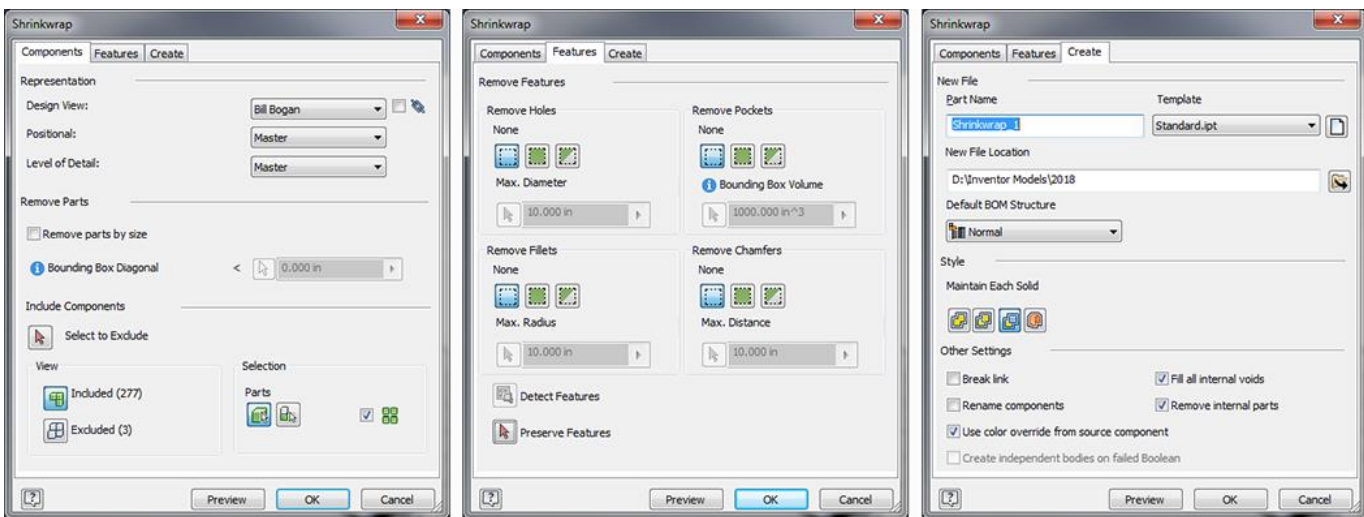 Shrinkwrap
Components Features Create
Representation
Design View: Bill Bogan
Positional: Master
Level of Detail: Master
Remove Parts
Remove parts by size
Bounding Box Diagonal < 0.000 in
Include Components
Select to Exclude
View Selection
Included (277) Parts
Excluded (3)
Preview OK Cancel
Shrinkwrap
Components Features Create
Remove Features
Remove Holes Remove Pockets
None None
Max. Diameter Bounding Box Volume
10.000 in 1000.000 in^3
Remove Fillets Remove Chamfers
None None
Max. Radius Max. Distance
10.000 in 10.000 in
Detect Features
Preserve Features
Preview OK Cancel
Shrinkwrap
Components Features Create
New File
Part Name Template
Shrinkwrap_1 Standard.ipt
New File Location
D:\Inventor Models\2018
Default BOM Structure
Normal
Style
Maintain Each Solid
Other Settings
Break link Fill all internal voids
Rename components Remove internal parts
Use color override from source component
Create independent bodies on failed Boolean
Preview OK Cancel